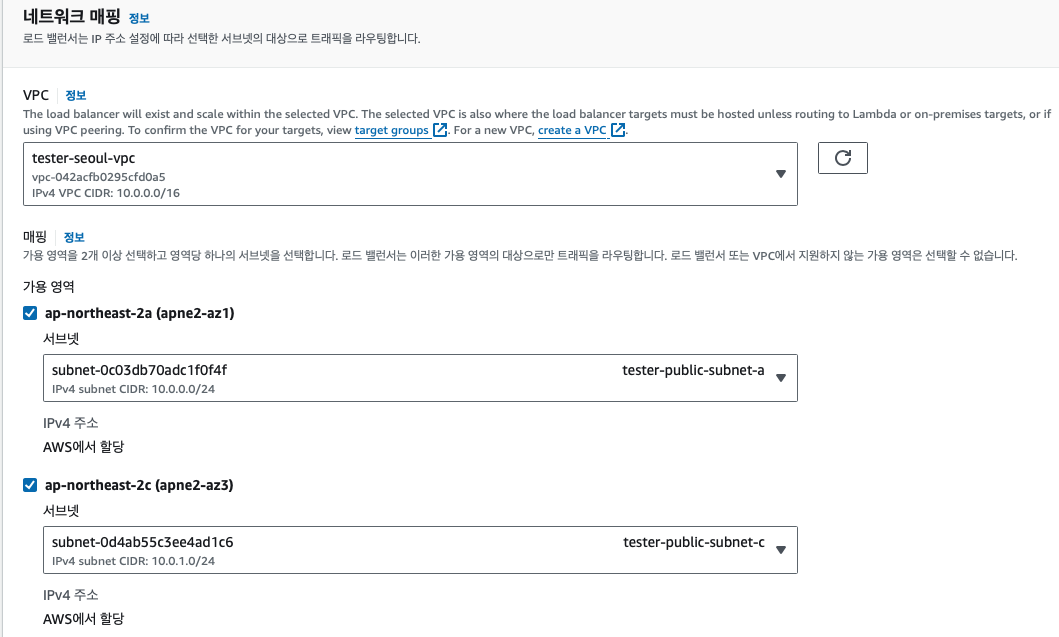 네트워크 매핑 정보
로드 밸런서는 IP 주소 설정에 따라 선택한 서브넷의 대상으로 트래픽을 라우팅합니다.
VPC 정보
The load balancer will exist and scale within the selected VPC. The selected VPC is also where the load balancer targets must be hosted unless routing to Lambda or on-premises targets, or if
using VPC peering. To confirm the VPC for your targets, view target groups. For a new VPC, create a VPC.
tester-seoul-vpc
vpc-042acfb0295cfd0a5
IPv4 VPC CIDR: 10.0.0.0/16
매핑 정보
가용 영역을 2개 이상 선택하고 영역당 하나의 서브넷을 선택합니다. 로드 밸런서는 이러한 가용 영역의 대상으로만 트래픽을 라우팅합니다. 로드 밸런서 또는 VPC에서 지원하지 않는 가용 영역은 선택할 수 없습니다.
가용 영역
ap-northeast-2a (apne2-az1)
서브넷
subnet-0c03db70adc1f0f4f tester-public-subnet-a
IPv4 subnet CIDR: 10.0.0.0/24
IPv4 주소
AWS에서 할당
ap-northeast-2c (apne2-az3)
서브넷
subnet-0d4ab55c3ee4ad1c6 tester-public-subnet-c
IPv4 subnet CIDR: 10.0.1.0/24
IPv4 주소
AWS에서 할당